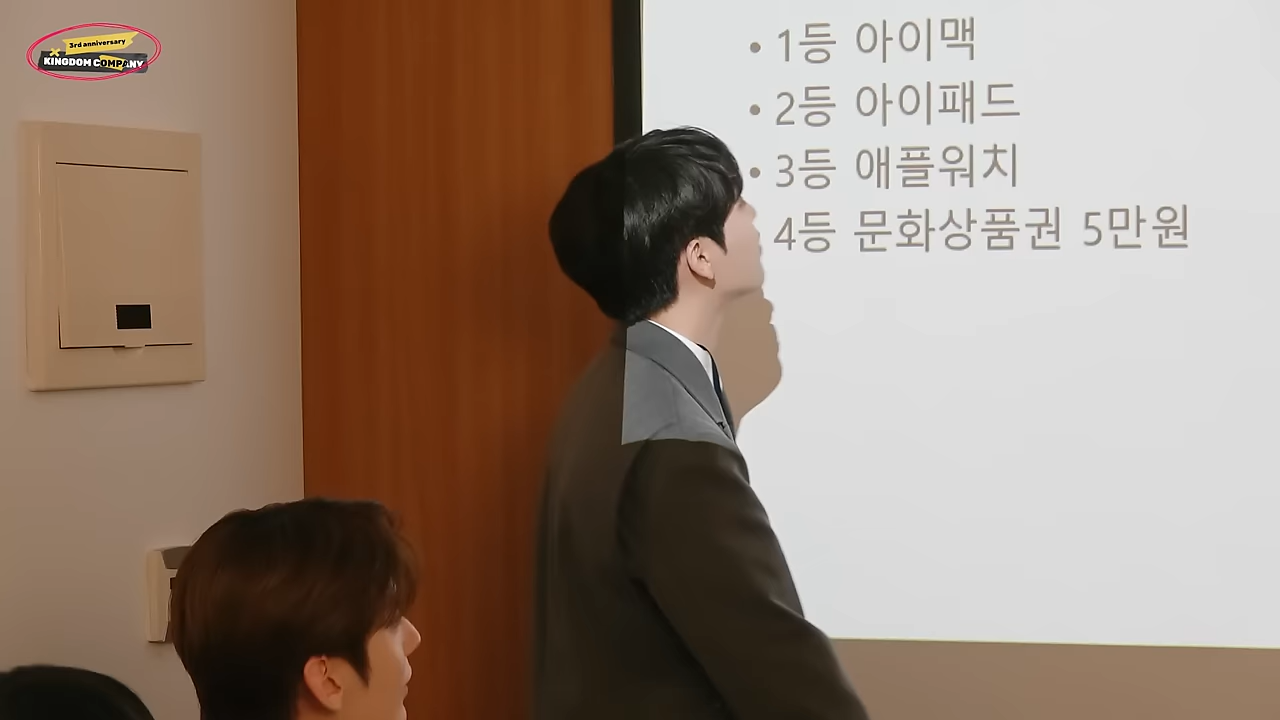 3rd anniversary
KINGDOM COMPANY
• 1등 아이맥
• 2등 아이패드
• 3등 애플워치
4등 문화상품권 5만원